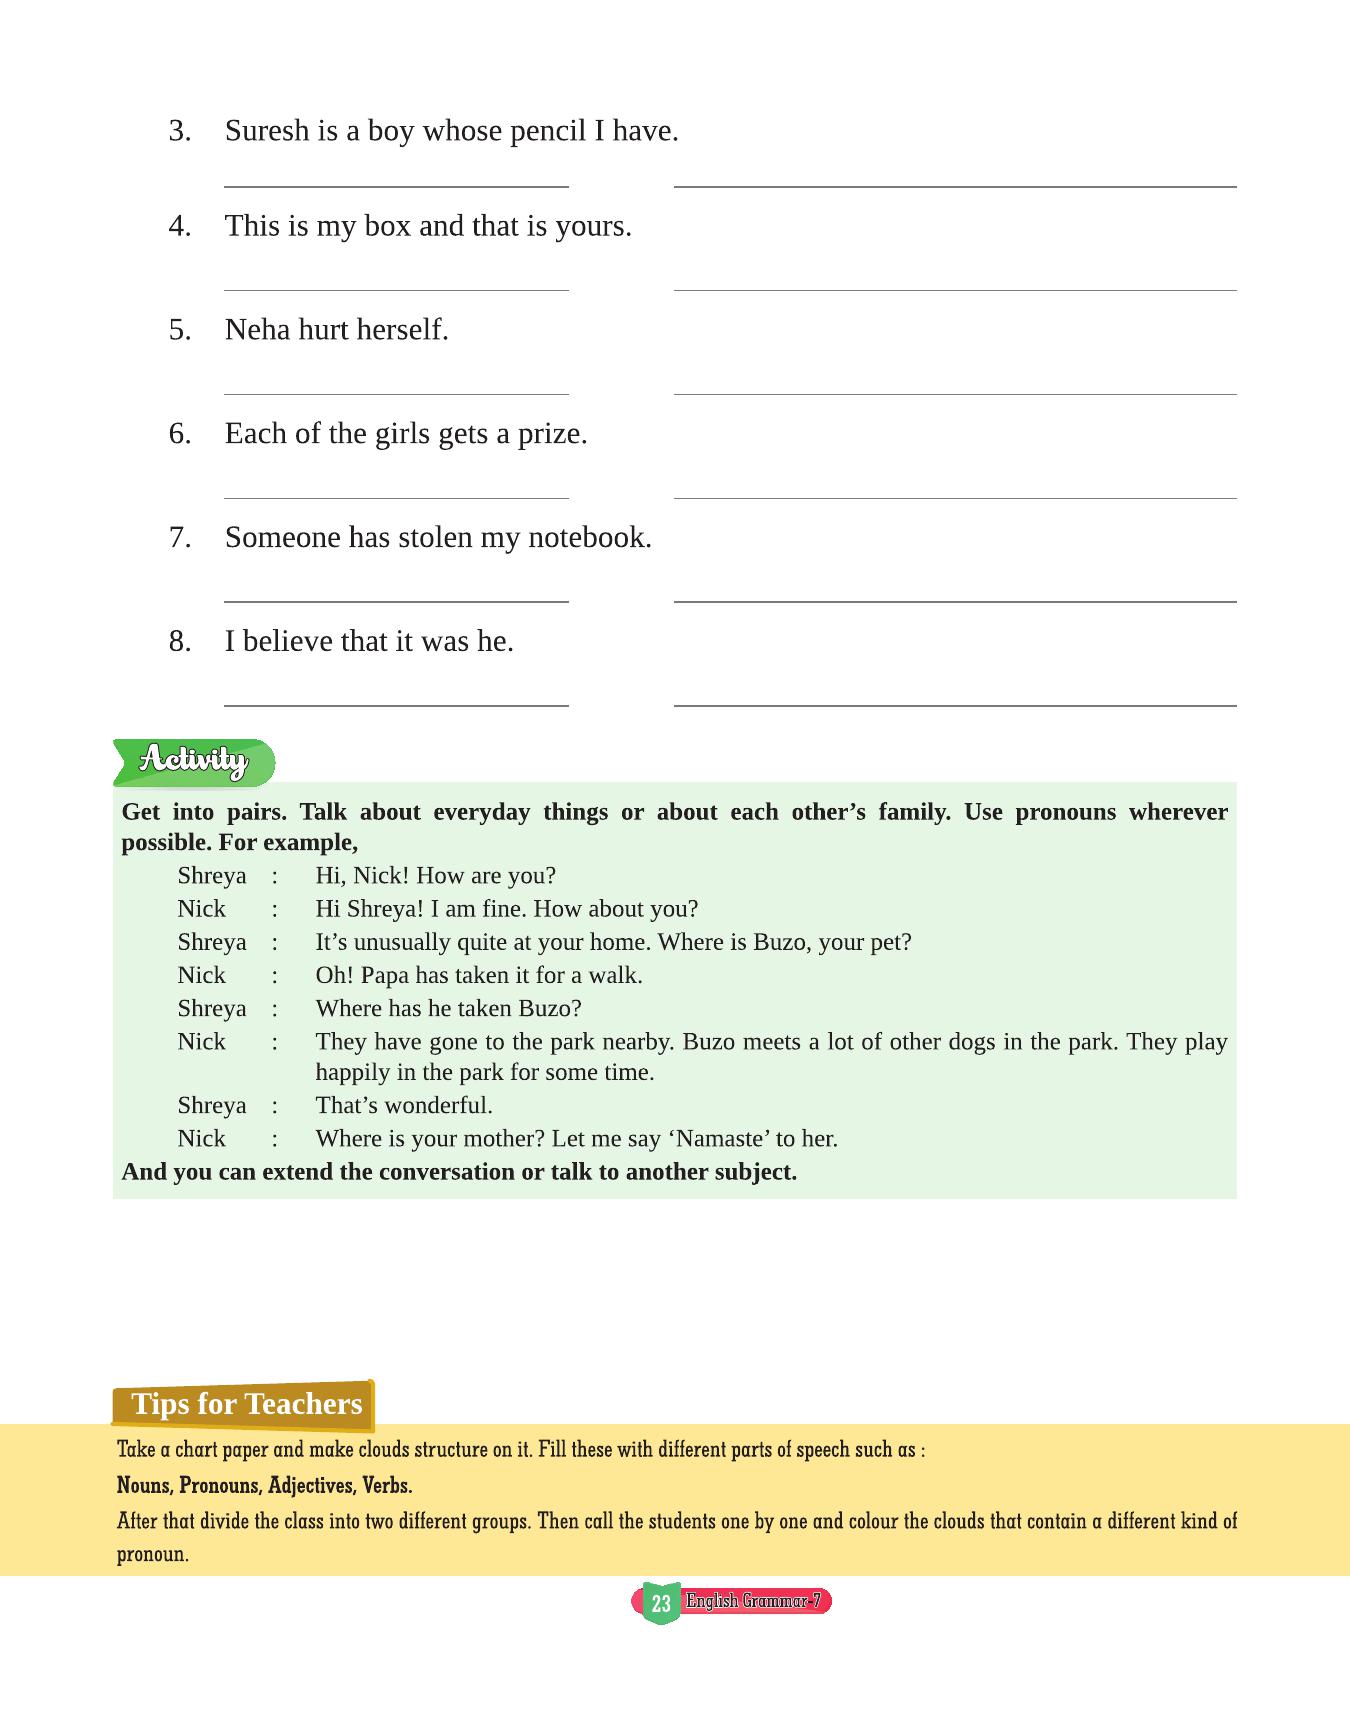 3. Suresh is a boy whose pencil I have.
4. This is my box and that is yours.
5. Neha hurt herself.
6. Each of the girls gets a prize.
7. Someone has stolen my notebook.
8. I believe that it was he.
Activity
Get into pairs. Talk about everyday things or about each other’s family. Use pronouns wherever
possible. For example,
Shreya : Hi, Nick! How are you?
Nick : Hi Shreya! I am fine. How about you?
Shreya : It’s unusually quite at your home. Where is Buzo, your pet?
Nick : Oh! Papa has taken it for a walk.
Shreya : Where has he taken Buzo?
Nick : They have gone to the park nearby. Buzo meets a lot of other dogs in the park. They play
happily in the park for some time.
Shreya : That’s wonderful.
Nick : Where is your mother? Let me say ‘Namaste’ to her.
And you can extend the conversation or talk to another subject.
Tips for Teachers
Take a chart paper and make clouds structure on it. Fill these with different parts of speech such as :
Nouns, Pronouns, Adjectives, Verbs.
After that divide the class into two different groups. Then call the students one by one and colour the clouds that contain a different kind of
pronoun.
23 English Grammar-7